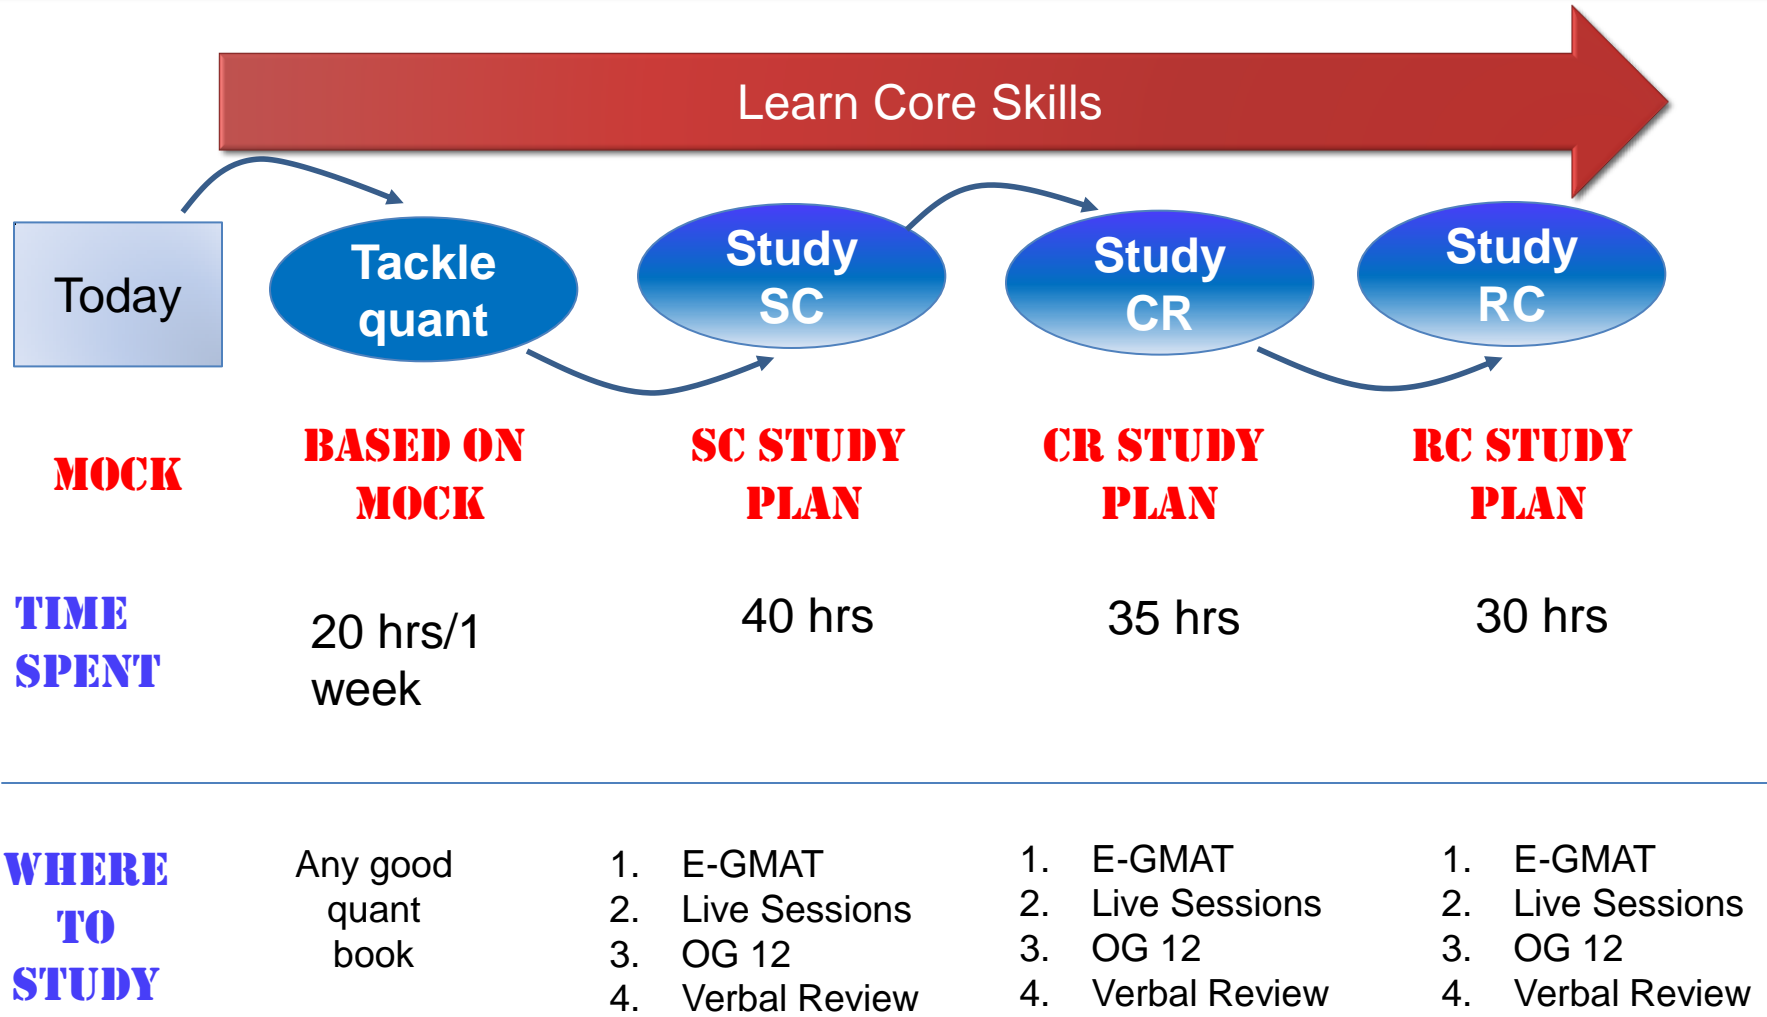 Learn Core Skills
Today
Tackle
quant
Study
SC
Study
CR
Study
RC
MOCK
BASED ON
MOCK
SC STUDY
PLAN
CR STUDY
PLAN
RC STUDY
PLAN
TIME
SPENT
20 hrs/1
week
40 hrs
35 hrs
30 hrs
WHERE
TO
STUDY
Any good
quant
book
1. E-GMAT
2. Live Sessions
3. OG 12
4. Verbal Review
1. E-GMAT
2. Live Sessions
3. OG 12
4. Verbal Review
1. E-GMAT
2. Live Sessions
3. OG 12
4. Verbal Review